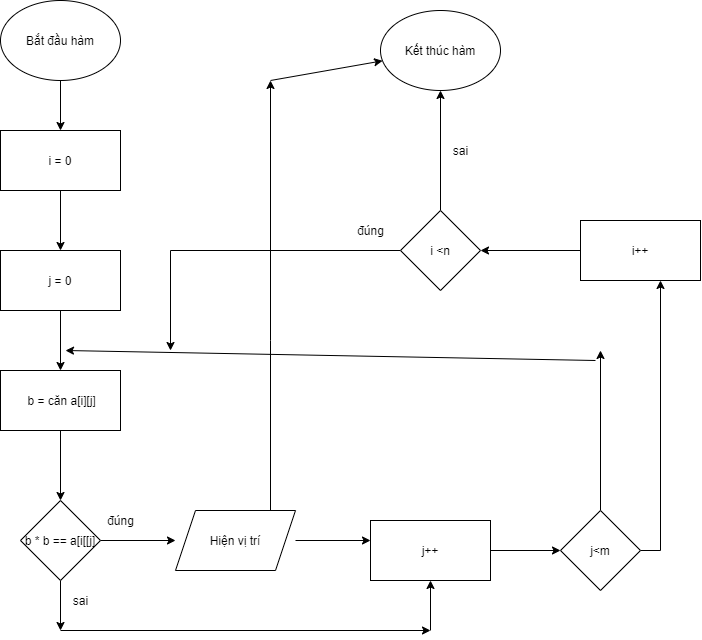 Bắt đầu hàm
Kết thúc hàm
i = 0
sai
đúng
i <n
i++
j = 0
b = căn a[i][j]
đúng
b * b == a[i[[j]
Hiện vị trí
j++
j<m
sai